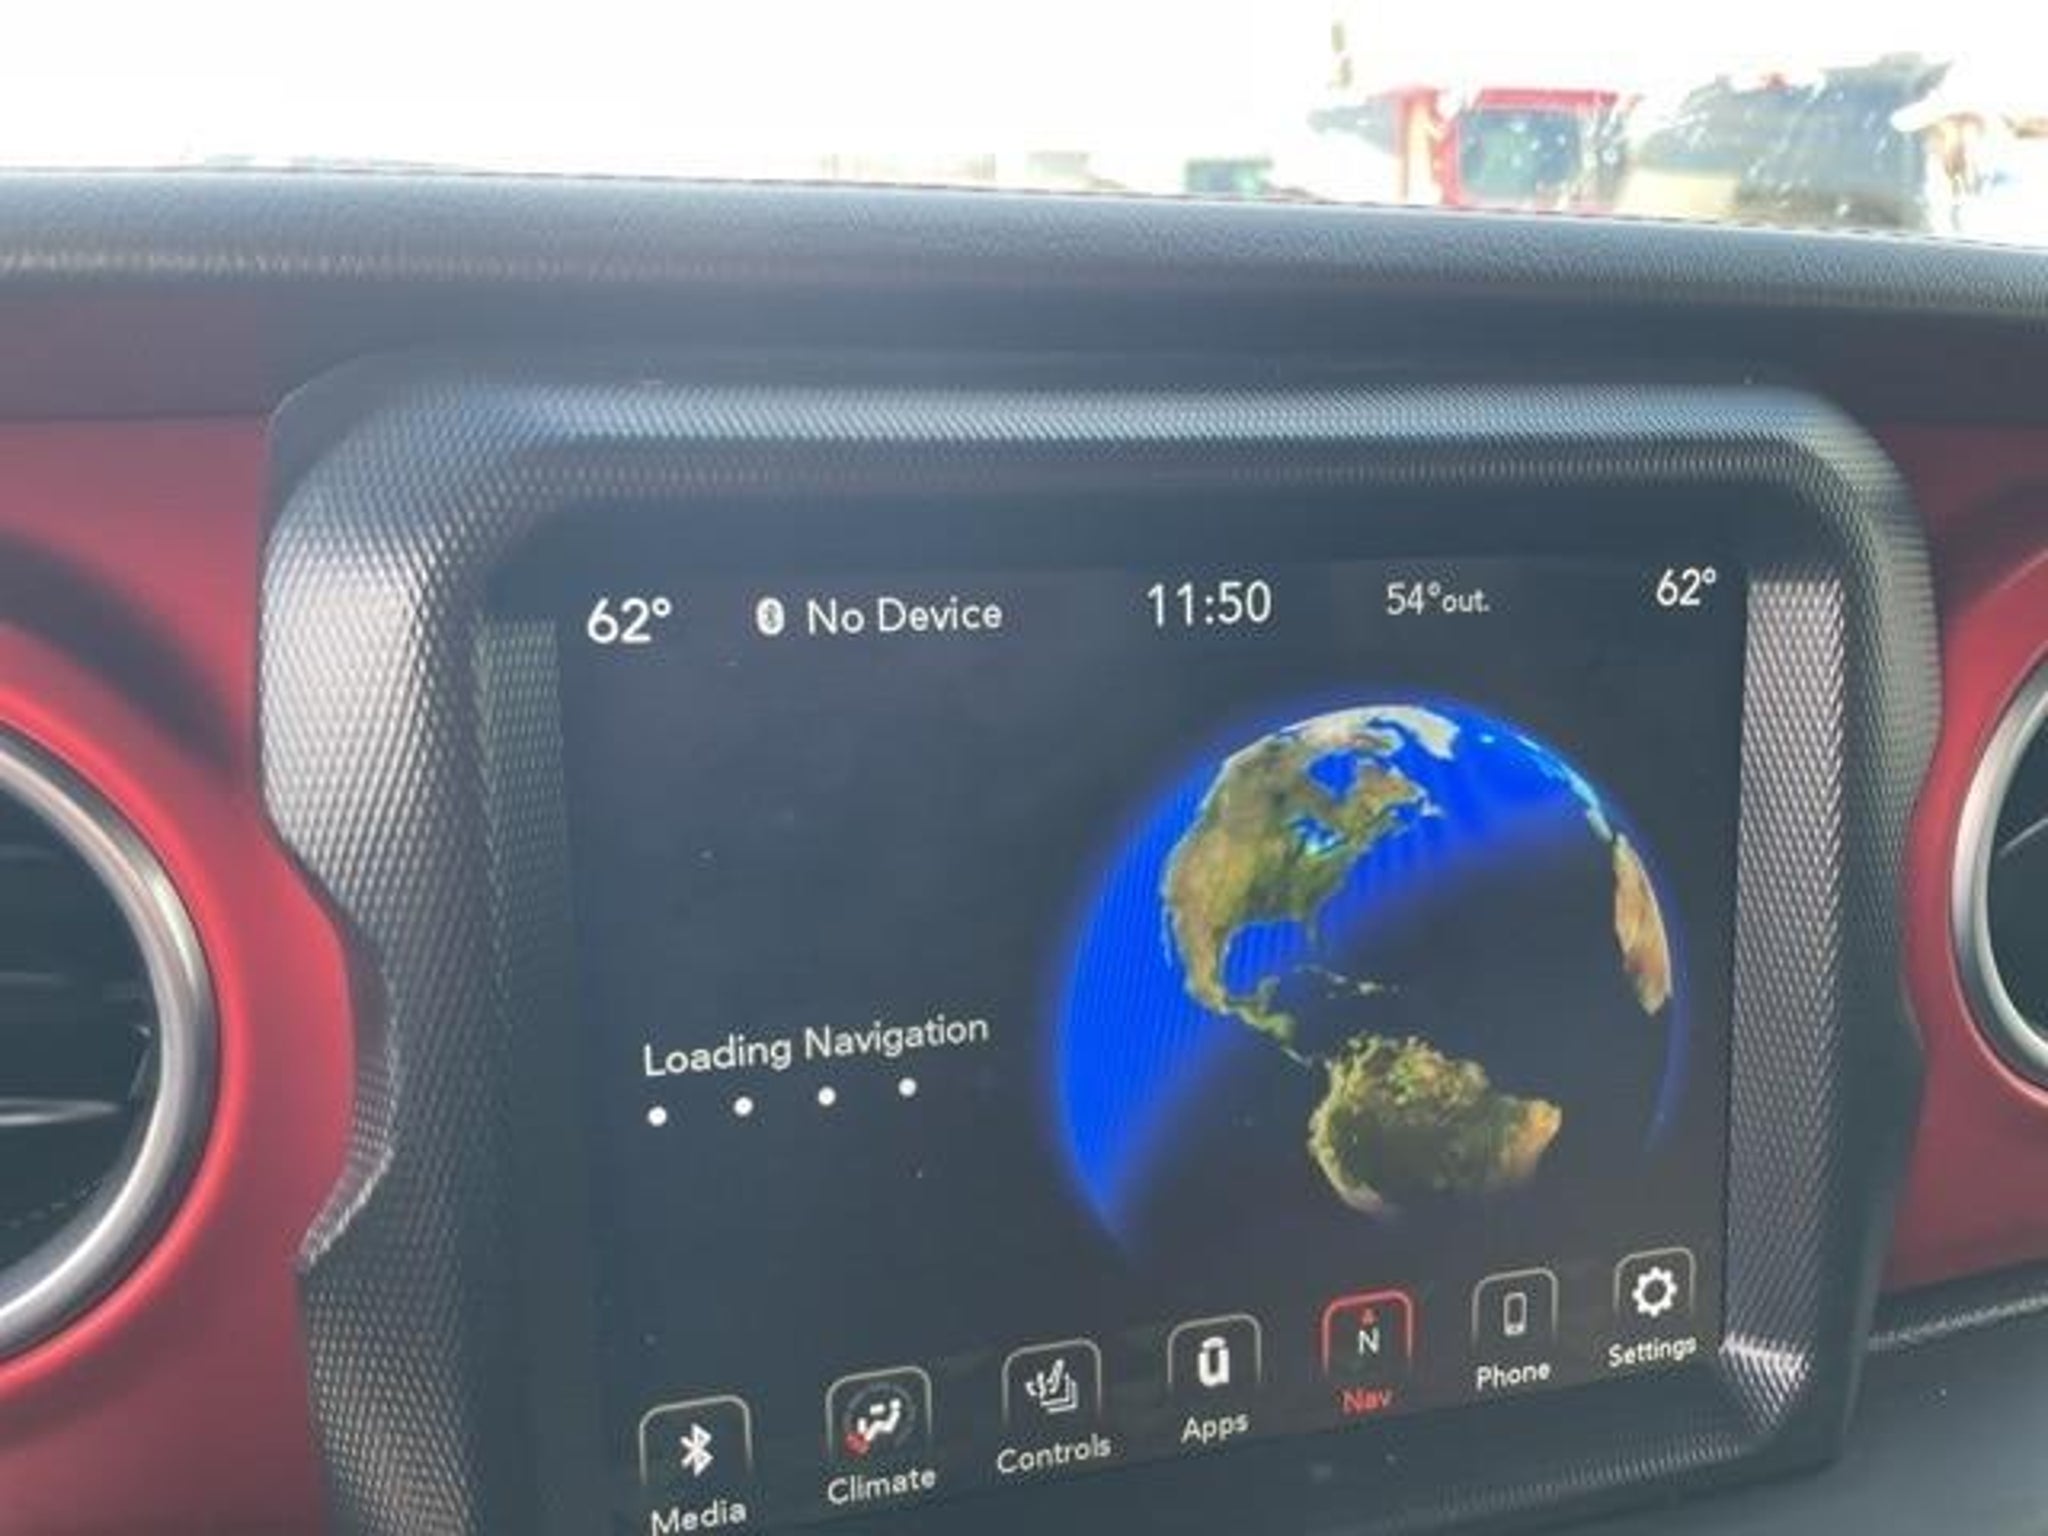 62° No Device 11:50 54°out. 62°
Loading Navigation
N
Media Climate Controls Apps Nav Phone Settings